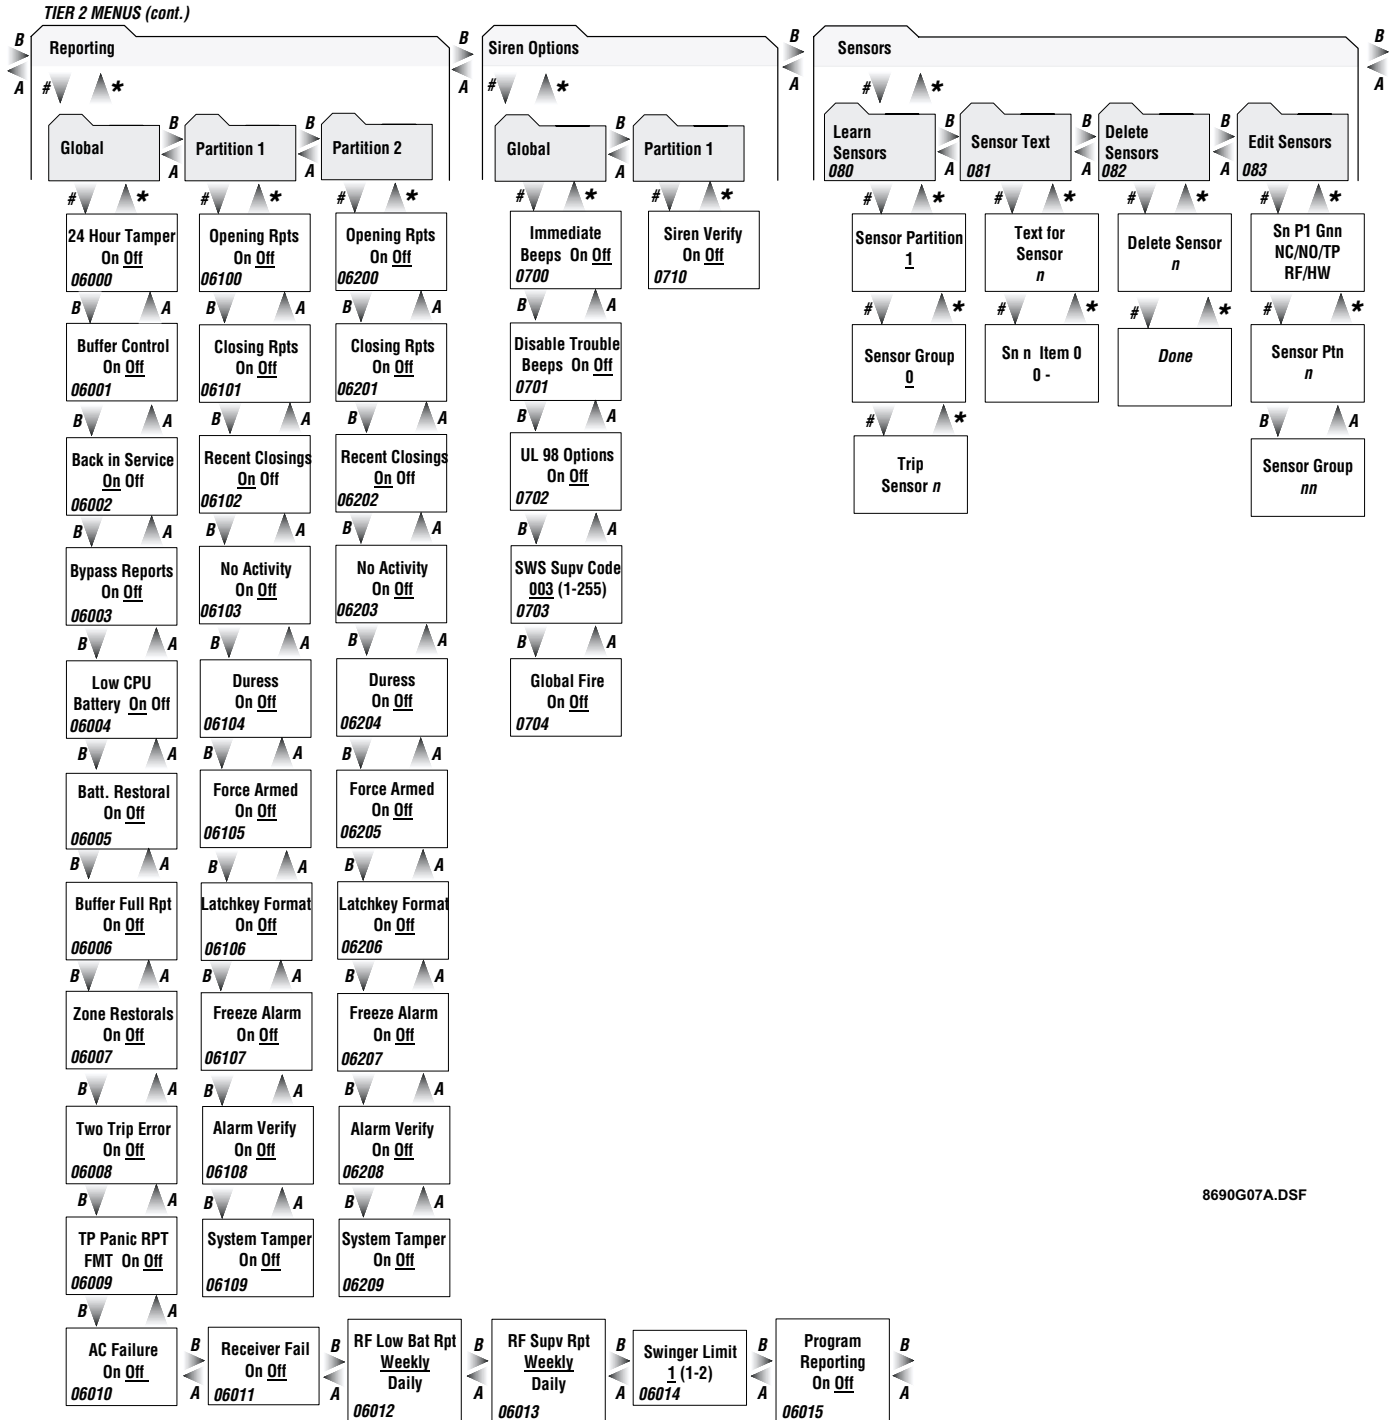 TIER 2 MENUS (cont.)
B
A
Reporting
# *
Global
B
A
Partition 1
B
A
Partition 2
# *
24 Hour Tamper
On Off
06000
B A
Buffer Control
On Off
06001
B A
Back in Service
On Off
06002
B A
Bypass Reports
On Off
06003
B A
Low CPU
Battery On Off
06004
B A
Batt. Restoral
On Off
06005
B A
Buffer Full Rpt
On Off
06006
B A
Zone Restorals
On Off
06007
B A
Two Trip Error
On Off
06008
B A
TP Panic RPT
FMT On Off
06009
B A
AC Failure
On Off
06010
B
A
Receiver Fail
On Off
06011
B
A
RF Low Bat Rpt
Weekly
Daily
06012
B
A
RF Supv Rpt
Weekly
Daily
06013
B
A
Swinger Limit
1 (1-2)
06014
B
A
Program
Reporting
On Off
06015
B
A
# *
Opening Rpts
On Off
06100
B A
Closing Rpts
On Off
06101
B A
Recent Closings
On Off
06102
B A
No Activity
On Off
06103
B A
Duress
On Off
06104
B A
Force Armed
On Off
06105
B A
Latchkey Format
On Off
06106
B A
Freeze Alarm
On Off
06107
B A
Alarm Verify
On Off
06108
B A
System Tamper
On Off
06109
# *
Opening Rpts
On Off
06200
B A
Closing Rpts
On Off
06201
B A
Recent Closings
On Off
06202
B A
No Activity
On Off
06203
B A
Duress
On Off
06204
B A
Force Armed
On Off
06205
B A
Latchkey Format
On Off
06206
B A
Freeze Alarm
On Off
06207
B A
Alarm Verify
On Off
06208
B A
System Tamper
On Off
06209
B
A
Siren Options
# *
Global
B
A
Partition 1
# *
Immediate
Beeps On Off
0700
B A
Disable Trouble
Beeps On Off
0701
B A
UL 98 Options
On Off
0702
B A
SWS Supv Code
003 (1-255)
0703
B A
Global Fire
On Off
0704
# *
Siren Verify
On Off
0710
B
A
Sensors
B
A
# *
Learn
Sensors
080
B
A
Sensor Text
081
B
A
Delete
Sensors
082
B
A
Edit Sensors
083
# *
Sensor Partition
1
# *
Sensor Group
0
# *
Trip
Sensor n
# *
Text for
Sensor
n
# *
Sn n Item 0
0 -
# *
Delete Sensor
n
# *
Done
# *
Sn P1 Gnn
NC/NO/TP
RF/HW
# *
Sensor Ptn
n
B A
Sensor Group
nn
8690G07A.DSF